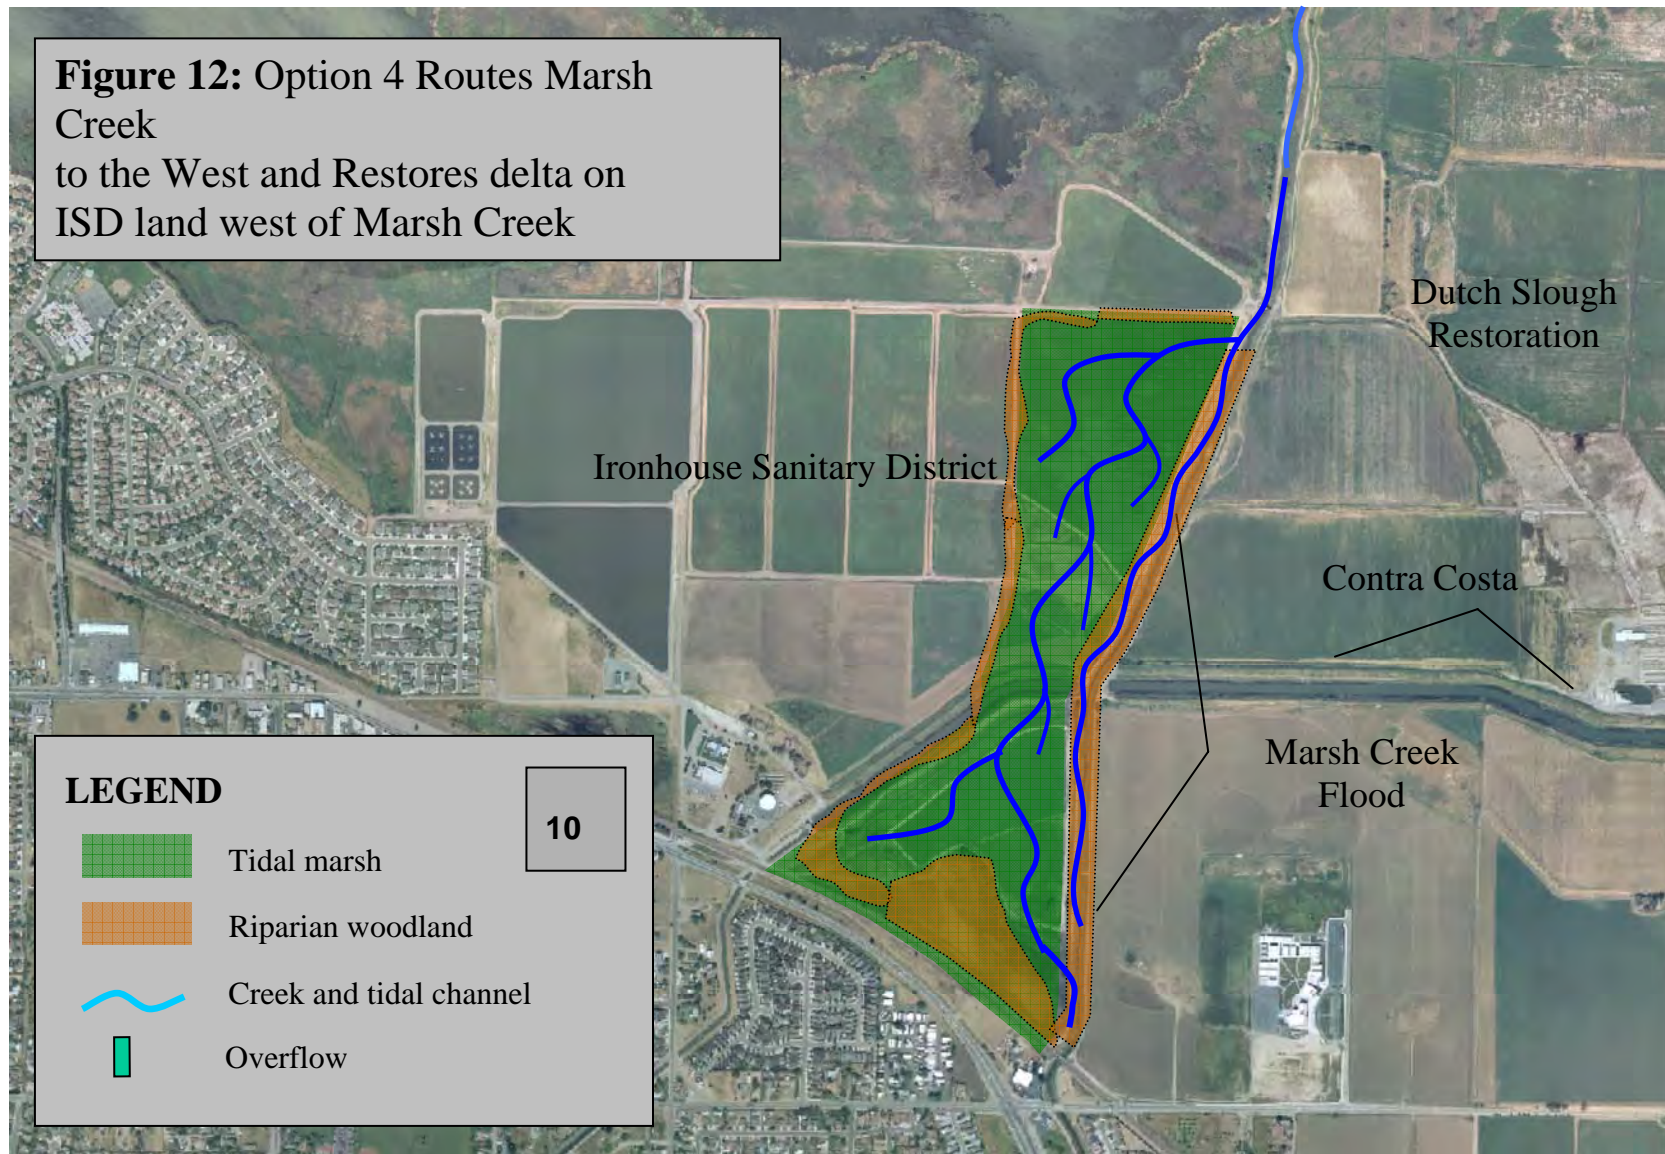 Figure 12: Option 4 Routes Marsh
Creek
to the West and Restores delta on
ISD land west of Marsh Creek
Dutch Slough
Restoration
Ironhouse Sanitary District
Contra Costa
Marsh Creek
Flood
LEGEND
10
Tidal marsh
Riparian woodland
Creek and tidal channel
Overflow